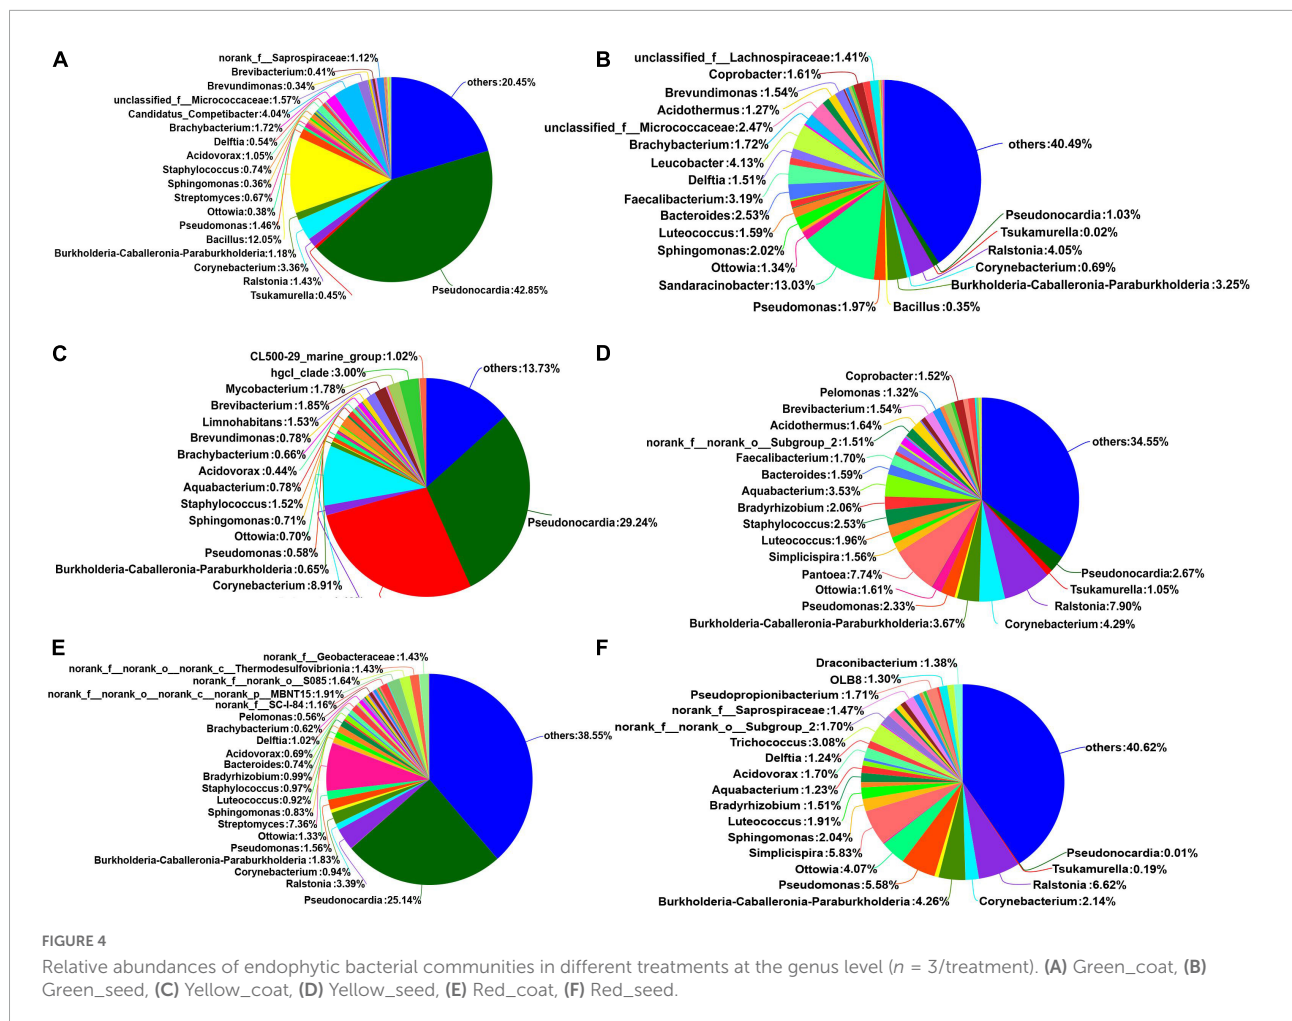 A
norank_f__Saprospiraceae:1.12%
Brevibacterium:0.41%
Brevundimonas:0.34%
unclassified_f__Micrococcaceae:1.57%
Candidatus_Competibacter:4.04%
Brachybacterium:1.72%
Delftia:0.54%
Acidovorax:1.05%
Staphylococcus:0.74%
Sphingomonas:0.36%
Streptomyces:0.67%
Ottowia:0.38%
Pseudomonas:1.46%
Bacillus:12.05%
Burkholderia-Caballeronia-Paraburkholderia:1.18%
Corynebacterium:3.36%
Ralstonia:1.43%
Tsukamurella:0.45%
others:20.45%
Pseudonocardia:42.85%
B
unclassified_f__Lachnospiraceae:1.41%
Coprobacter:1.61%
Brevundimonas:1.54%
Acidothermus:1.27%
unclassified_f__Micrococcaceae:2.47%
Brachybacterium:1.72%
Leucobacter:4.13%
Delftia:1.51%
Faecalibacterium:3.19%
Bacteroides:2.53%
Luteococcus:1.59%
Sphingomonas:2.02%
Ottowia:1.34%
Sandaracinobacter:13.03%
Pseudomonas:1.97%
Bacillus:0.35%
others:40.49%
Pseudonocardia:1.03%
Tsukamurella:0.02%
Ralstonia:4.05%
Corynebacterium:0.69%
Burkholderia-Caballeronia-Paraburkholderia:3.25%
C
CL500-29_marine_group:1.02%
hgcI_clade:3.00%
Mycobacterium:1.78%
Brevibacterium:1.85%
Limnohabitans:1.53%
Brevundimonas:0.78%
Brachybacterium:0.66%
Acidovorax:0.44%
Aquabacterium:0.78%
Staphylococcus:1.52%
Sphingomonas:0.71%
Ottowia:0.70%
Pseudomonas:0.58%
Burkholderia-Caballeronia-Paraburkholderia:0.65%
Corynebacterium:8.91%
others:13.73%
Pseudonocardia:29.24%
D
Coprobacter:1.52%
Pelomonas:1.32%
Brevibacterium:1.54%
Acidothermus:1.64%
norank_f__norank_o__Subgroup_2:1.51%
Faecalibacterium:1.70%
Bacteroides:1.59%
Aquabacterium:3.53%
Bradyrhizobium:2.06%
Staphylococcus:2.53%
Luteococcus:1.96%
Simplicispira:1.56%
Pantoea:7.74%
Ottowia:1.61%
Pseudomonas:2.33%
Burkholderia-Caballeronia-Paraburkholderia:3.67%
others:34.55%
Pseudonocardia:2.67%
Tsukamurella:1.05%
Ralstonia:7.90%
Corynebacterium:4.29%
E
norank_f__Geobacteraceae:1.43%
norank_f__norank_o__norank_c__Thermodesulfovibrionia:1.43%
norank_f__norank_o__S085:1.64%
norank_f__norank_o__norank_c__norank_p__MBNT15:1.91%
norank_f__SC-I-84:1.16%
Pelomonas:0.56%
Brachybacterium:0.62%
Delftia:1.02%
Acidovorax:0.69%
Bacteroides:0.74%
Bradyrhizobium:0.99%
Staphylococcus:0.97%
Luteococcus:0.92%
Sphingomonas:0.83%
Streptomyces:7.36%
Ottowia:1.33%
Pseudomonas:1.56%
Burkholderia-Caballeronia-Paraburkholderia:1.83%
Corynebacterium:0.94%
Ralstonia:3.39%
Pseudonocardia:25.14%
others:38.55%
F
Draconibacterium:1.38%
OLB8:1.30%
Pseudopropionibacterium:1.71%
norank_f__Saprospiraceae:1.47%
norank_f__norank_o__Subgroup_2:1.70%
Trichococcus:3.08%
Delftia:1.24%
Acidovorax:1.70%
Aquabacterium:1.23%
Bradyrhizobium:1.51%
Luteococcus:1.91%
Sphingomonas:2.04%
Simplicispira:5.83%
Ottowia:4.07%
Pseudomonas:5.58%
Burkholderia-Caballeronia-Paraburkholderia:4.26%
others:40.62%
Pseudonocardia:0.01%
Tsukamurella:0.19%
Ralstonia:6.62%
Corynebacterium:2.14%
FIGURE 4
Relative abundances of endophytic bacterial communities in different treatments at the genus level (n = 3/treatment). (A) Green_coat, (B)
Green_seed, (C) Yellow_coat, (D) Yellow_seed, (E) Red_coat, (F) Red_seed.